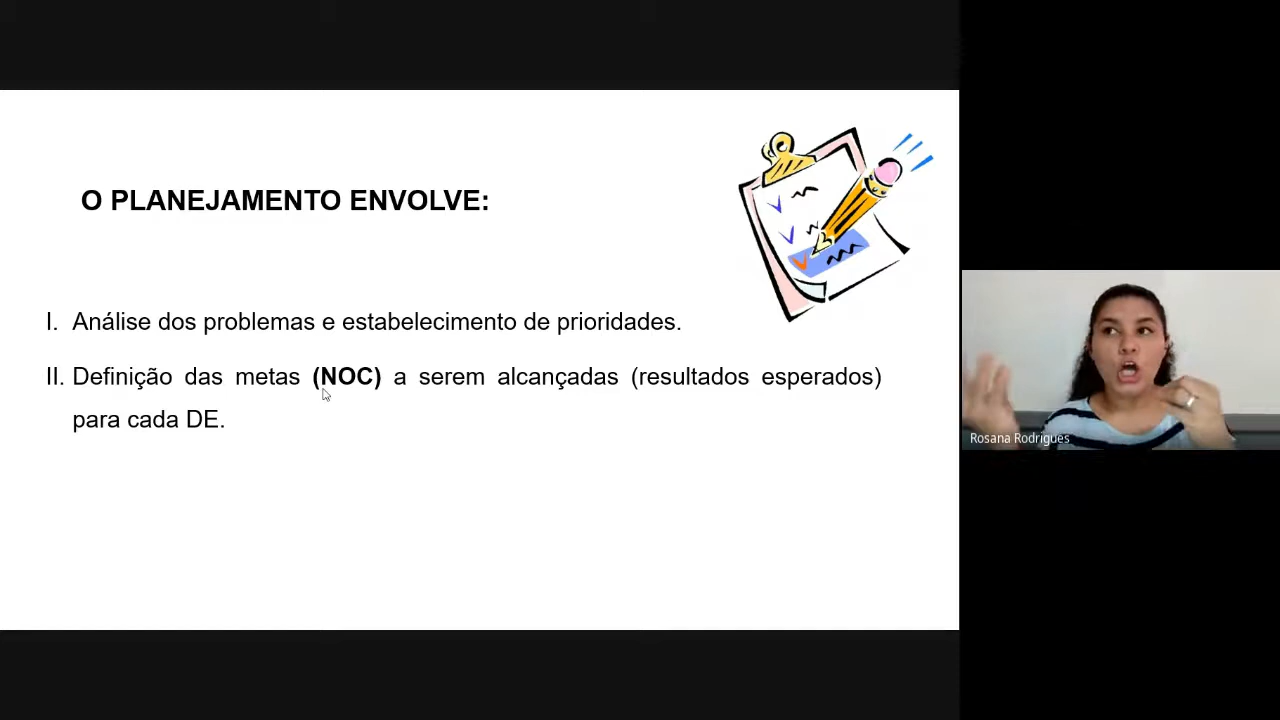 O PLANEJAMENTO ENVOLVE:
I. Análise dos problemas e estabelecimento de prioridades.
II. Definição das metas (NOC) a serem alcançadas (resultados esperados)
para cada DE.
Rosana Rodrigues